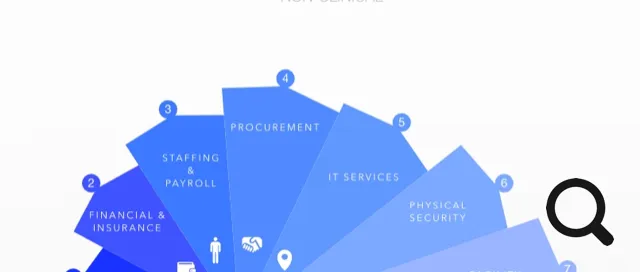 4
3
PROCUREMENT
5
STAFFING
&
PAYROLL
IT SERVICES
2
6
FINANCIAL &
INSURANCE
PHYSICAL
SECURITY
7